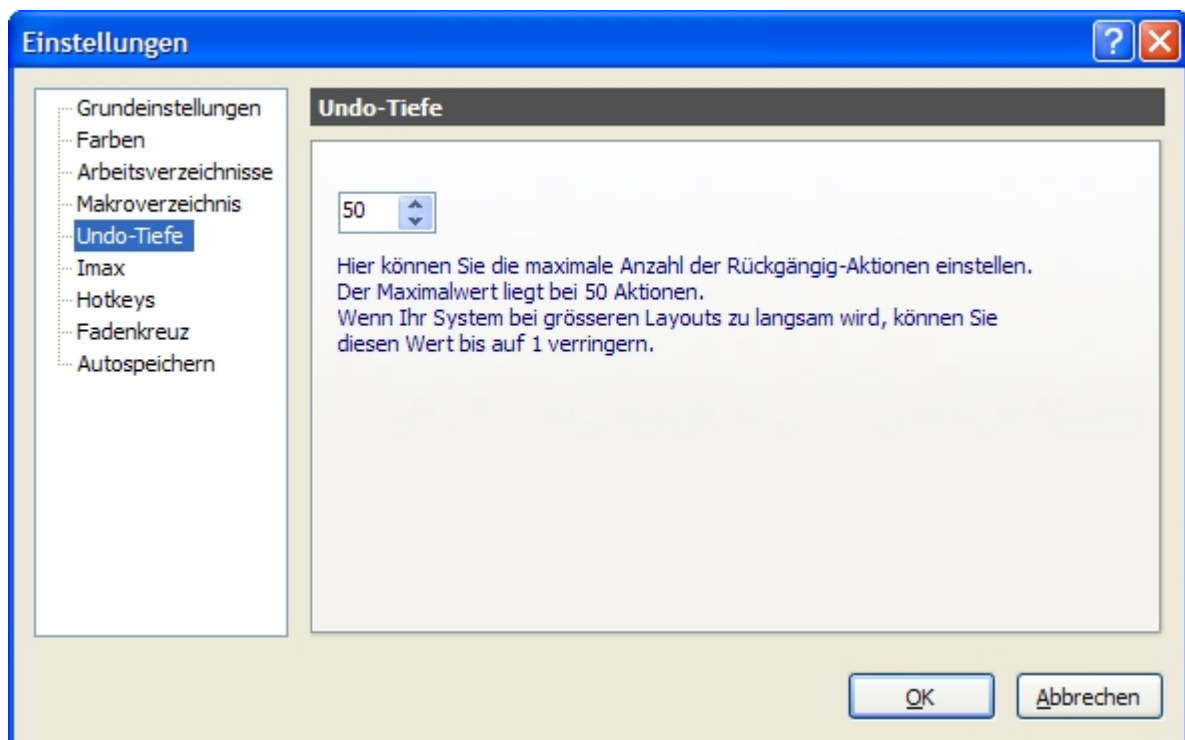 Einstellungen
Grundeinstellungen
Farben
Arbeitsverzeichnisse
Makroverzeichnis
Undo-Tiefe
Imax
Hotkeys
Fadenkreuz
Autospeichern
Undo-Tiefe
50
Hier können Sie die maximale Anzahl der Rückgängig-Aktionen einstellen.
Der Maximalwert liegt bei 50 Aktionen.
Wenn Ihr System bei grösseren Layouts zu langsam wird, können Sie
diesen Wert bis auf 1 verringern.
OK
Abbrechen